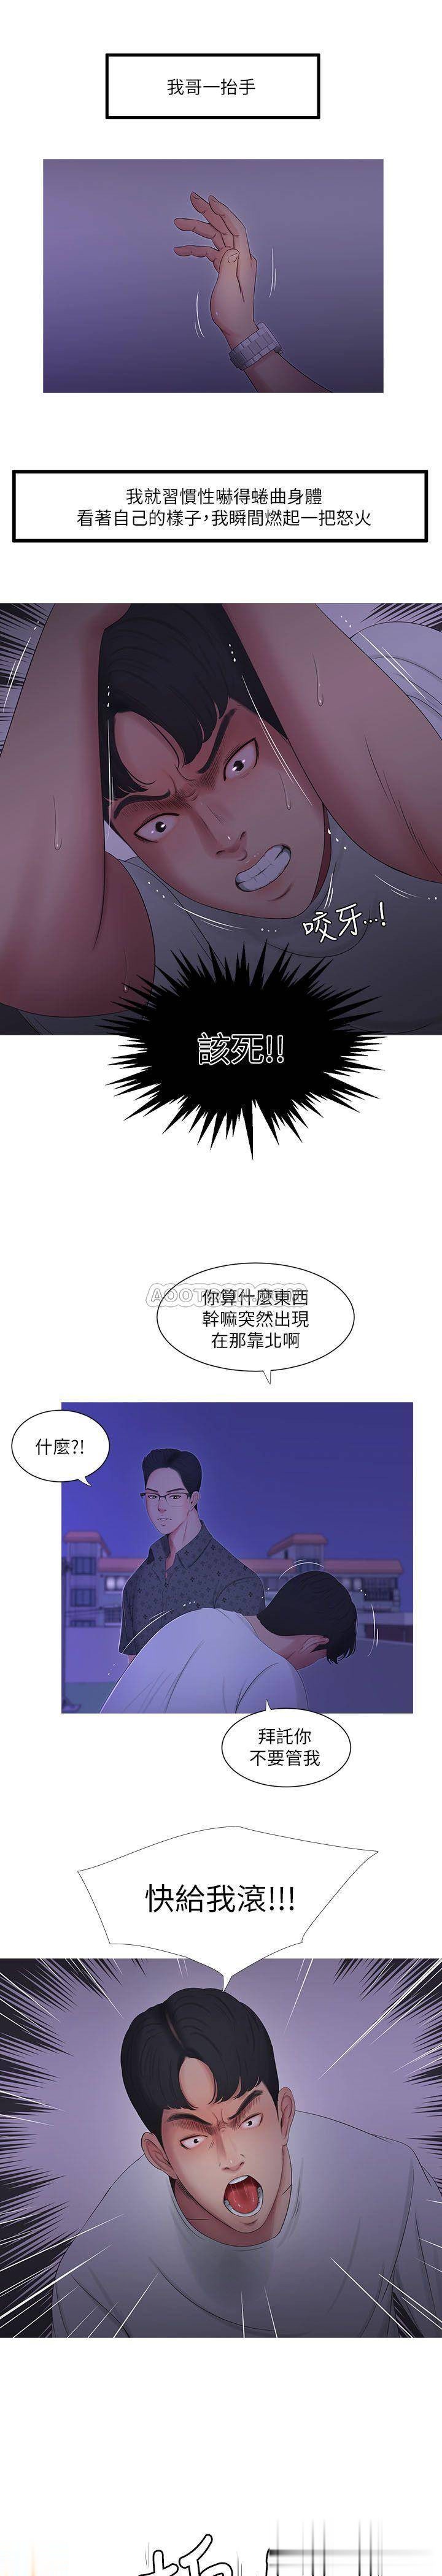 我哥一抬手
我就習慣性嚇得蜷曲身體
看著自己的樣子,我瞬間燃起一把怒火
咬牙…!
該死!!
你算什麼東西
幹嘛突然出現
在那靠北啊
什麼?!
拜託你
不要管我
快給我滾!!!